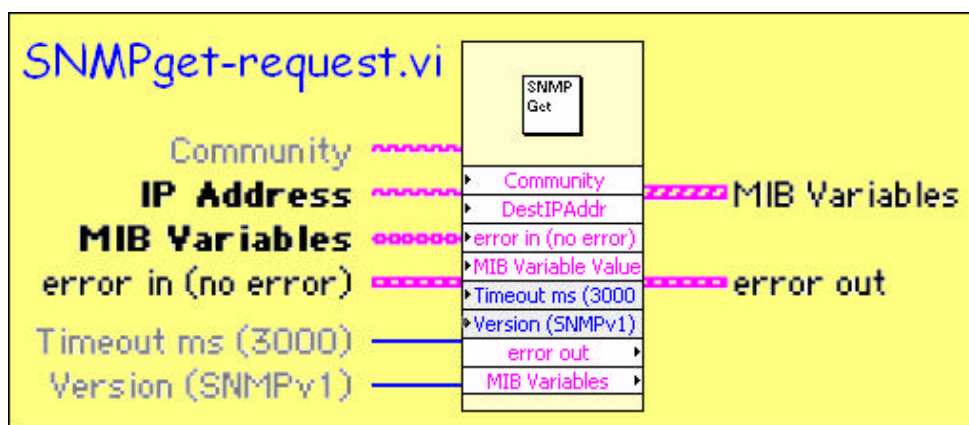 SNMPget-request.vi
SNMP
Get
Community
IP Address
MIB Variables
error in (no error)
Timeout ms (3000)
Version (SNMPv1)
Community
DestIPAddr
error in (no error)
MIB Variable Value
Timeout ms (3000
Version (SNMPv1)
error out
MIB Variables
MIB Variables
error out